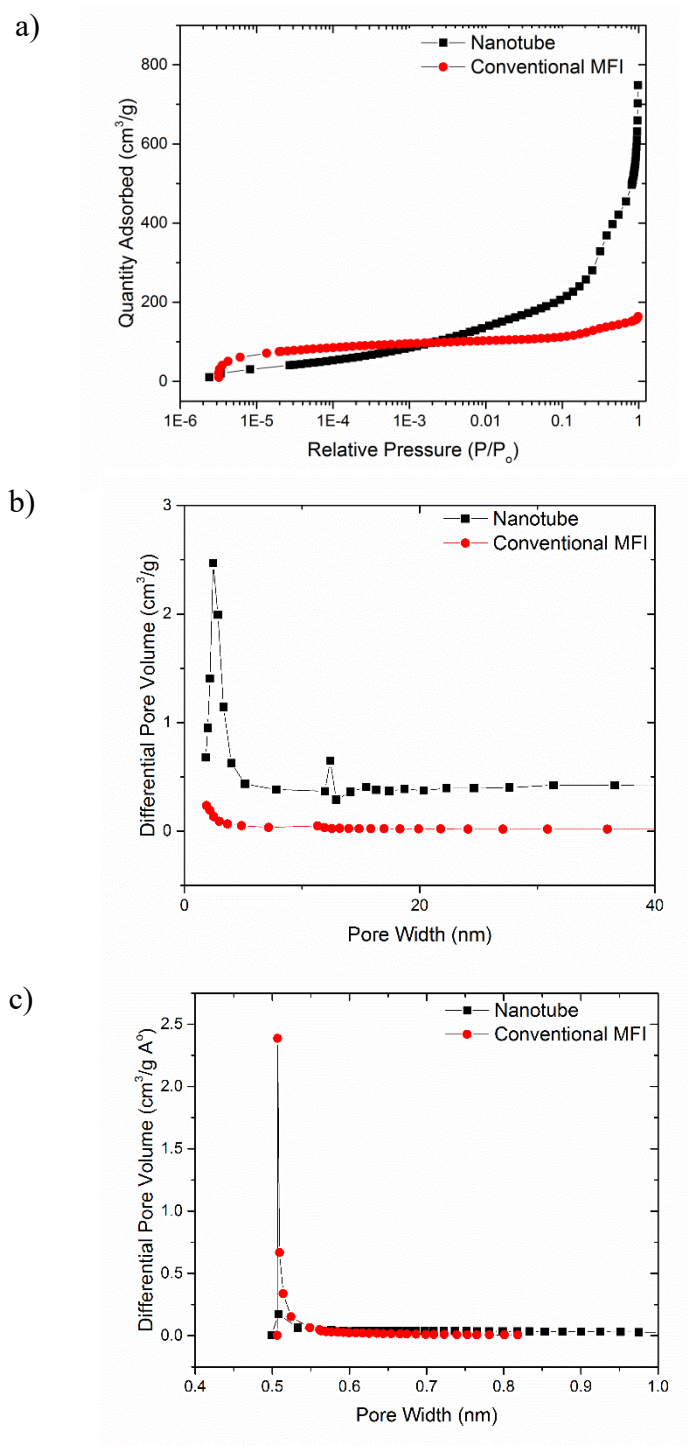 a)
Nanotube
Conventional MFI
800
600
400
200
0
Quantity Adsorbed (cm³/g)
1E-6 1E-5 1E-4 1E-3 0.01 0.1 1
Relative Pressure (P/Pₒ)
b)
Nanotube
Conventional MFI
3
2
1
0
Differential Pore Volume (cm³/g)
0 20 40
Pore Width (nm)
c)
Nanotube
Conventional MFI
2.5
2.0
1.5
1.0
0.5
0.0
Differential Pore Volume (cm³/g Aᵒ)
0.4 0.5 0.6 0.7 0.8 0.9 1.0
Pore Width (nm)